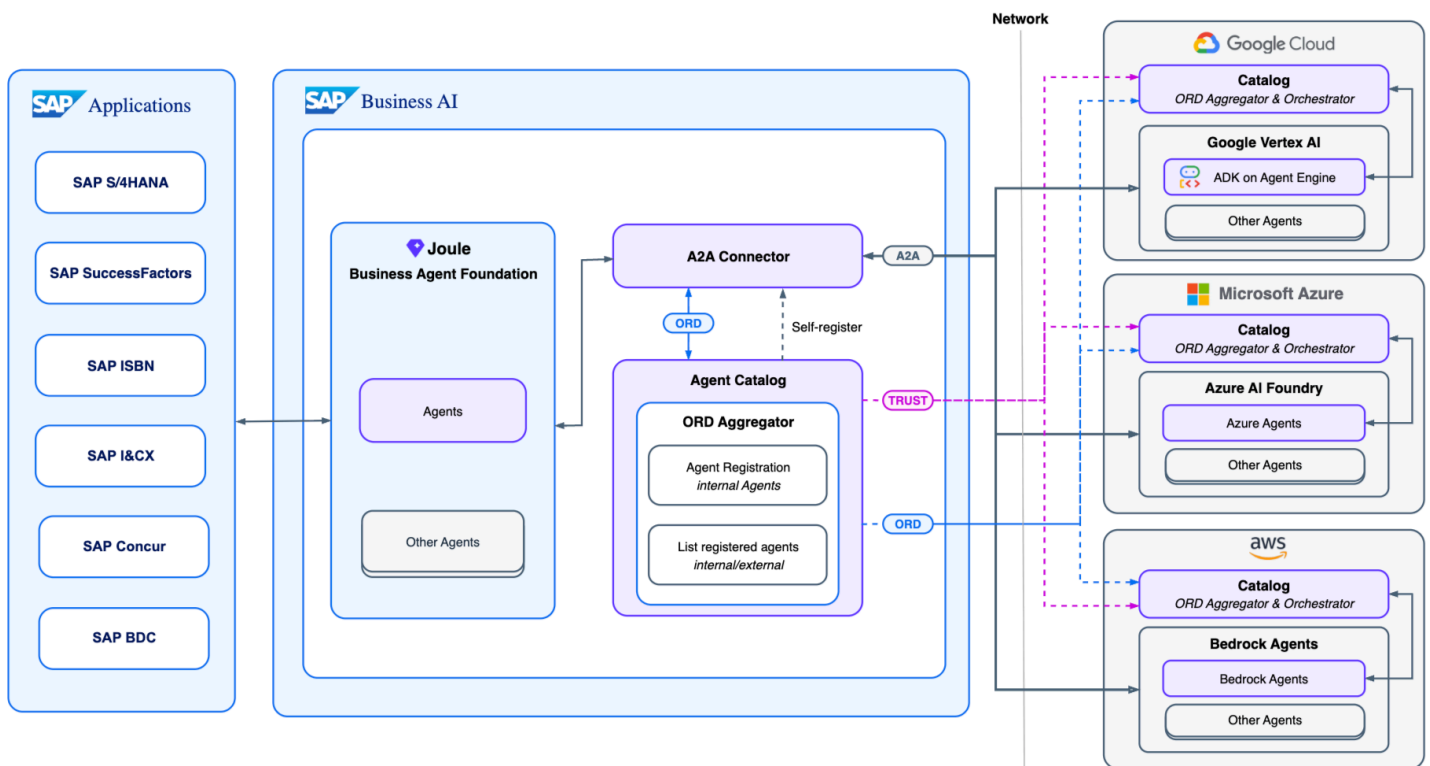 Network
SAP Applications
SAP S/4HANA
SAP SuccessFactors
SAP ISBN
SAP I&CX
SAP Concur
SAP BDC
SAP Business AI
Joule
Business Agent Foundation
Agents
Other Agents
A2A Connector
A2A
ORD
Self-register
Agent Catalog
ORD Aggregator
Agent Registration
internal Agents
List registered agents
internal/external
TRUST
ORD
Google Cloud
Catalog
ORD Aggregator & Orchestrator
Google Vertex AI
ADK on Agent Engine
Other Agents
Microsoft Azure
Catalog
ORD Aggregator & Orchestrator
Azure AI Foundry
Azure Agents
Other Agents
aws
Catalog
ORD Aggregator & Orchestrator
Bedrock Agents
Bedrock Agents
Other Agents